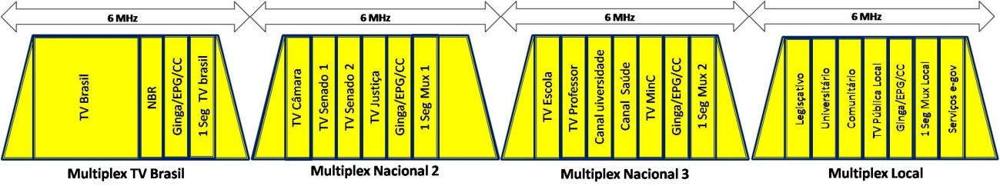 6 MHz
6 MHz
6 MHz
6 MHz
TV Brasil
NBR
Ginga/EPG/CC
1 Seg TV brasil
TV Câmara
TV Senado 1
TV Senado 2
TV Justiça
Ginga/EPG/CC
1 Seg Mux 1
TV Escola
TV Professor
Canal uiversidade
Canal Saúde
TV MinC
Ginga/EPG/CC
1 Seg Mux 2
Legisçativo
Universitário
Comunitário
TV Pública Local
Ginga/EPG/CC
1 Seg Mux Local
Serviços e-gov
Multiplex TV Brasil
Multiplex Nacional 2
Multiplex Nacional 3
Multiplex Local